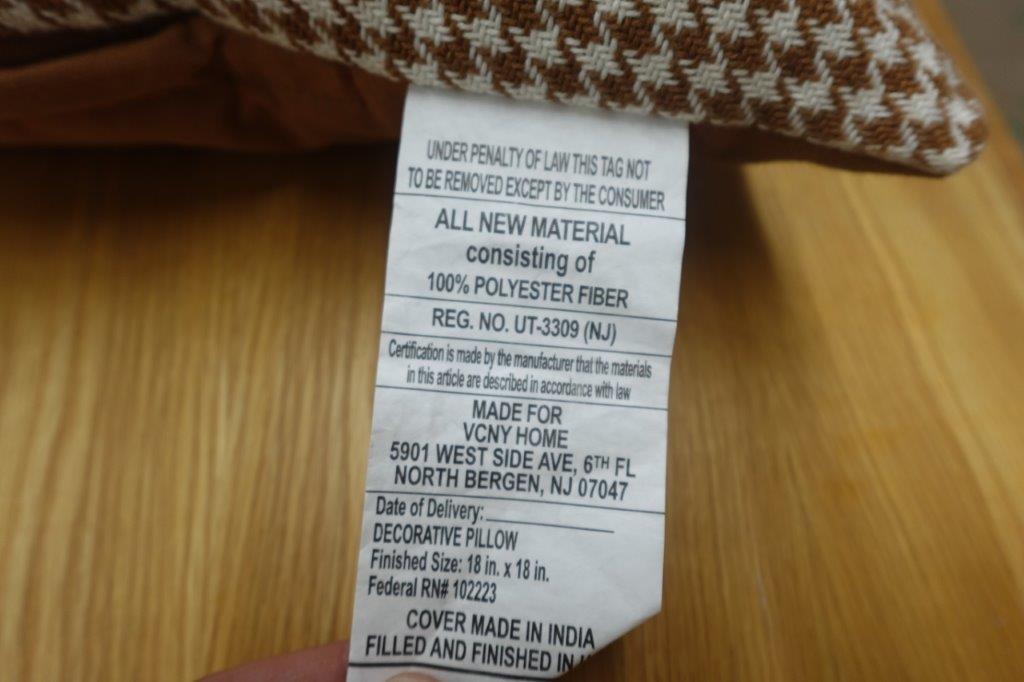 UNDER PENALTY OF LAW THIS TAG NOT
TO BE REMOVED EXCEPT BY THE CONSUMER
ALL NEW MATERIAL
consisting of
100% POLYESTER FIBER
REG. NO. UT-3309 (NJ)
Certification is made by the manufacturer that the materials
in this article are described in accordance with law
MADE FOR
VCNY HOME
5901 WEST SIDE AVE, 6TH FL
NORTH BERGEN, NJ 07047
Date of Delivery:
DECORATIVE PILLOW
Finished Size: 18 in. x 18 in.
Federal RN# 102223
COVER MADE IN INDIA
FILLED AND FINISHED IN